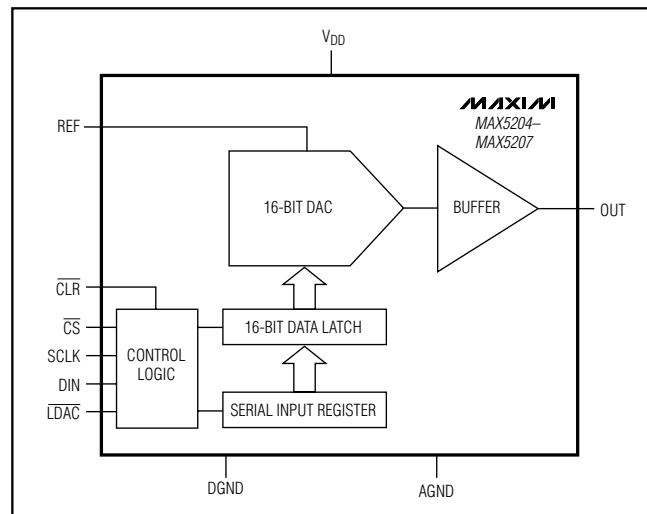 VDD
MAXIM
MAX5204–
MAX5207
REF
16-BIT DAC
BUFFER
OUT
CLR
CS
SCLK
DIN
LDAC
CONTROL
LOGIC
16-BIT DATA LATCH
SERIAL INPUT REGISTER
DGND
AGND